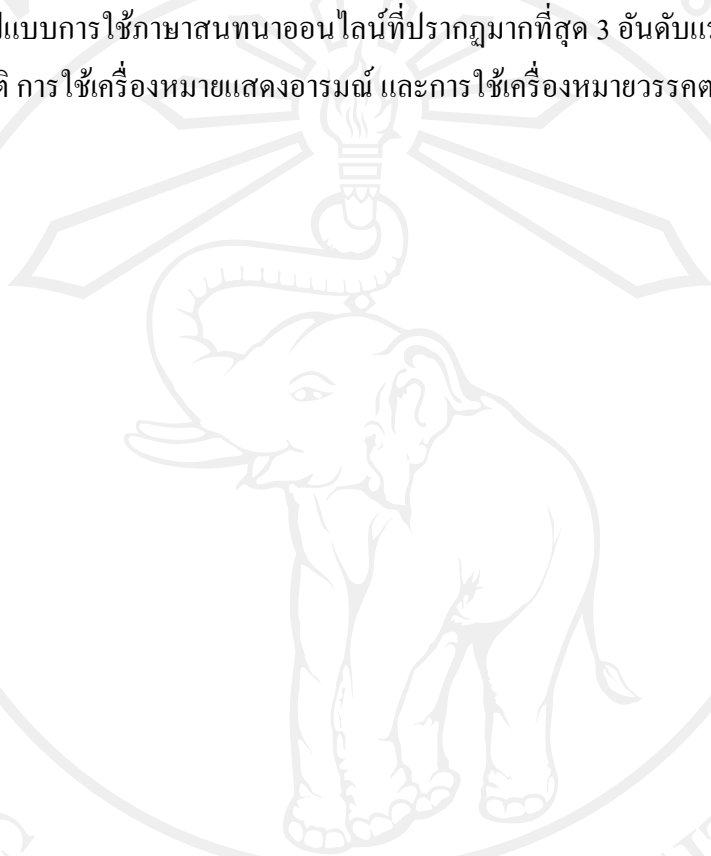 ปแบบการใช้ภาษาสนทนาออนไลน์ที่ปรากฏมากที่สุด 3 อันดับแร
ติ การใช้เครื่องหมายแสดงอารมณ์ และการใช้เครื่องหมายวรรคต